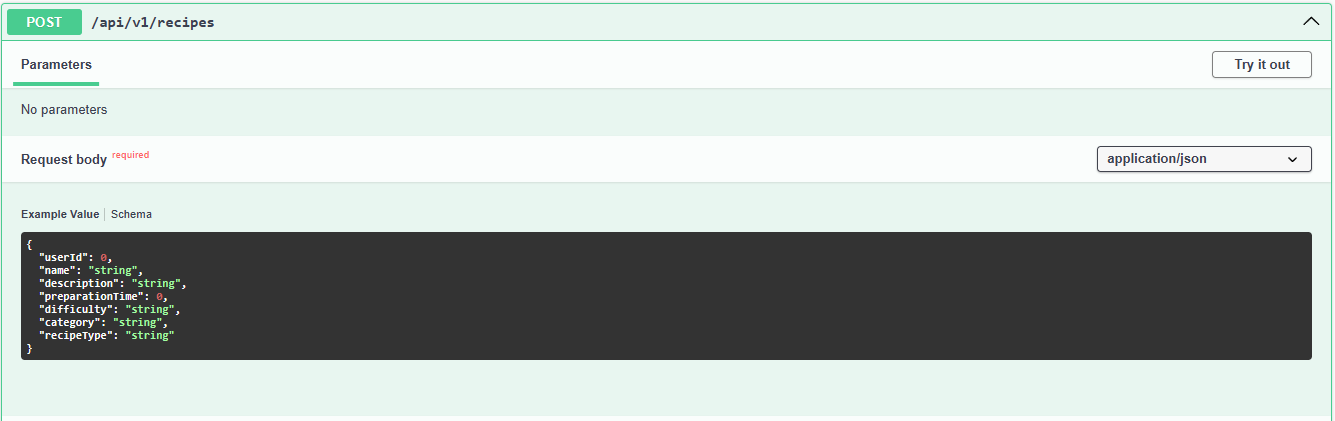 POST /api/v1/recipes
Parameters
Try it out
No parameters
Request body required
application/json
Example Value
Schema
{
  "userId": 0,
  "name": "string",
  "description": "string",
  "preparationTime": 0,
  "difficulty": "string",
  "category": "string",
  "recipeType": "string"
}